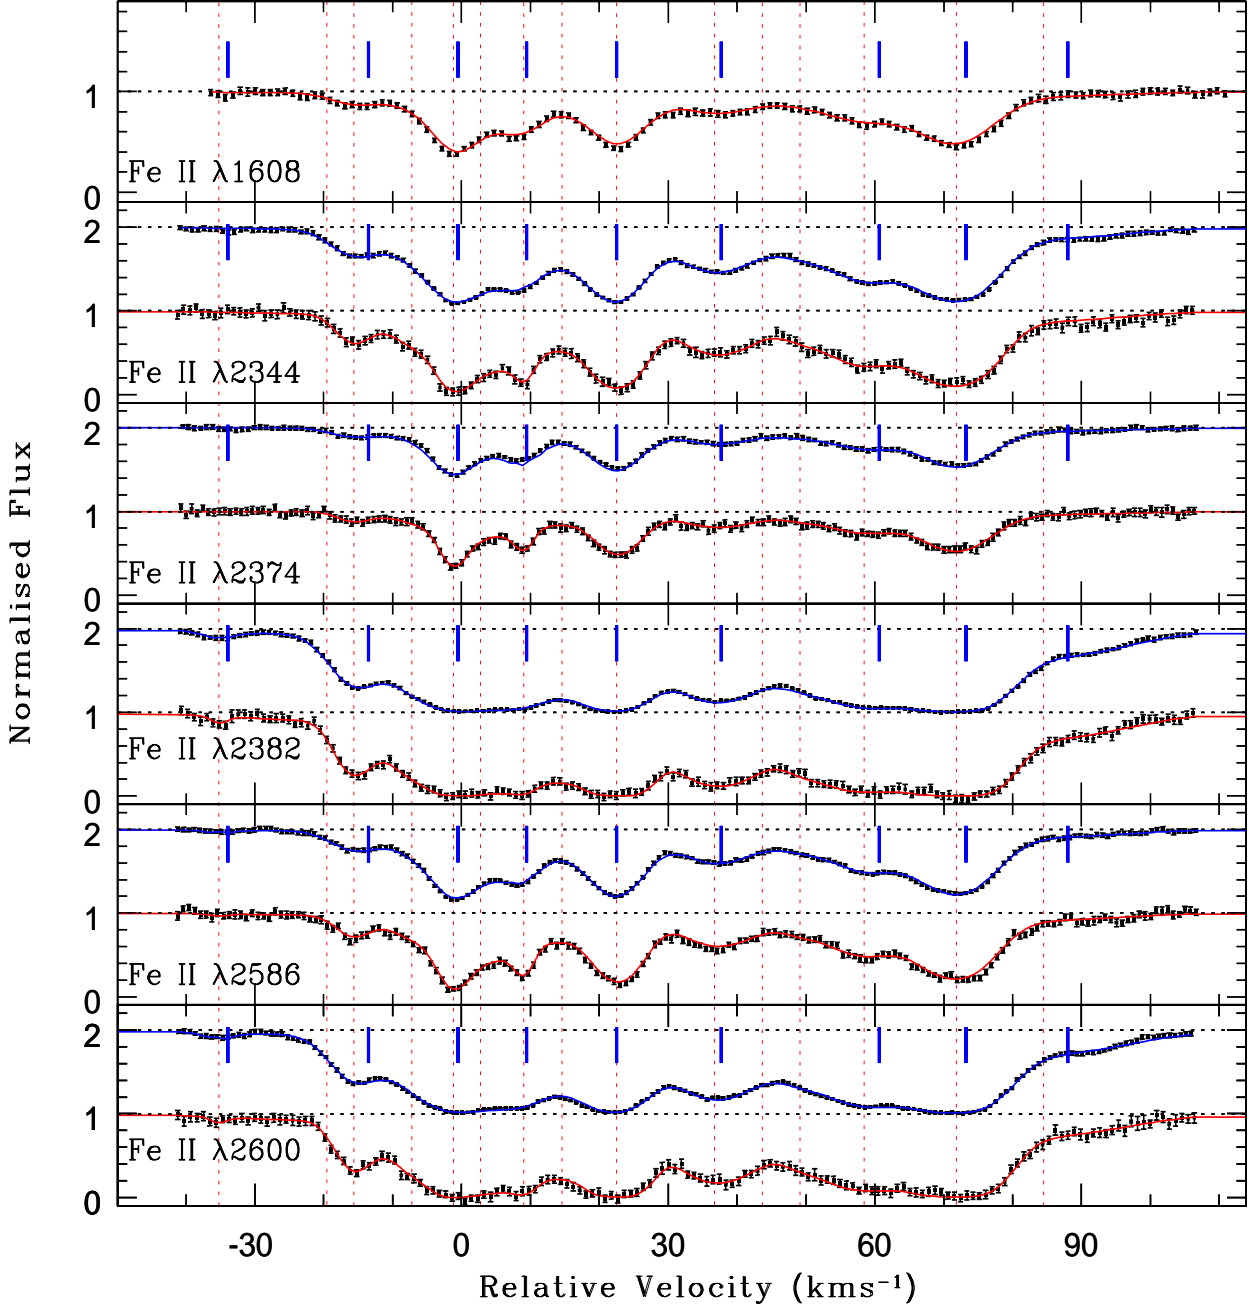 Normalised Flux
1
Fe II λ1608
0
2
1
Fe II λ2344
0
2
1
Fe II λ2374
0
2
1
Fe II λ2382
0
2
1
Fe II λ2586
0
2
1
Fe II λ2600
0
-30 0 30 60 90
Relative Velocity (kms⁻¹)